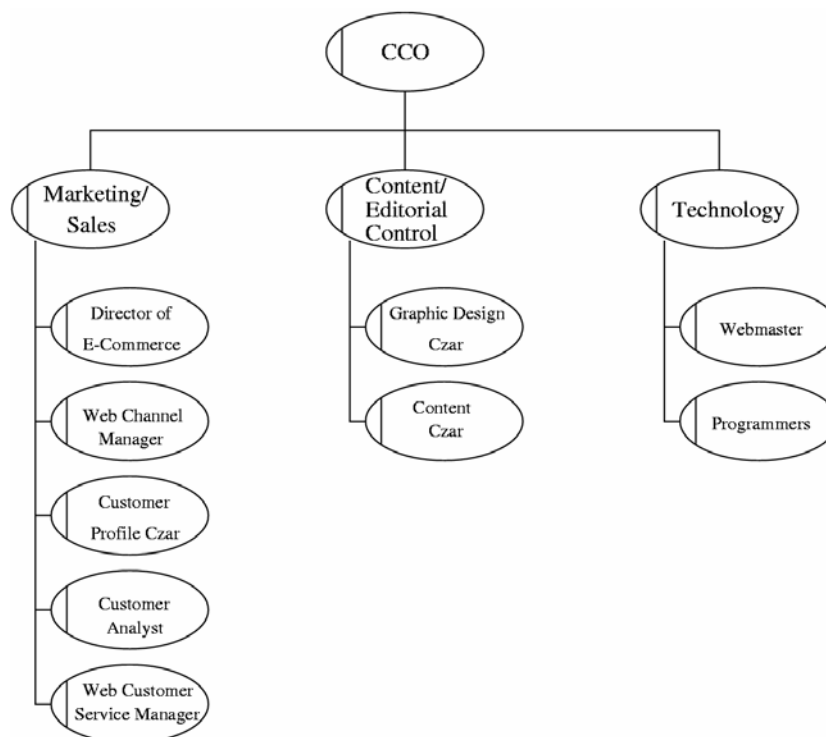 CCO
Marketing/
Sales
Content/
Editorial
Control
Technology
Director of
E-Commerce
Graphic Design
Czar
Webmaster
Web Channel
Manager
Content
Czar
Programmers
Customer
Profile Czar
Customer
Analyst
Web Customer
Service Manager